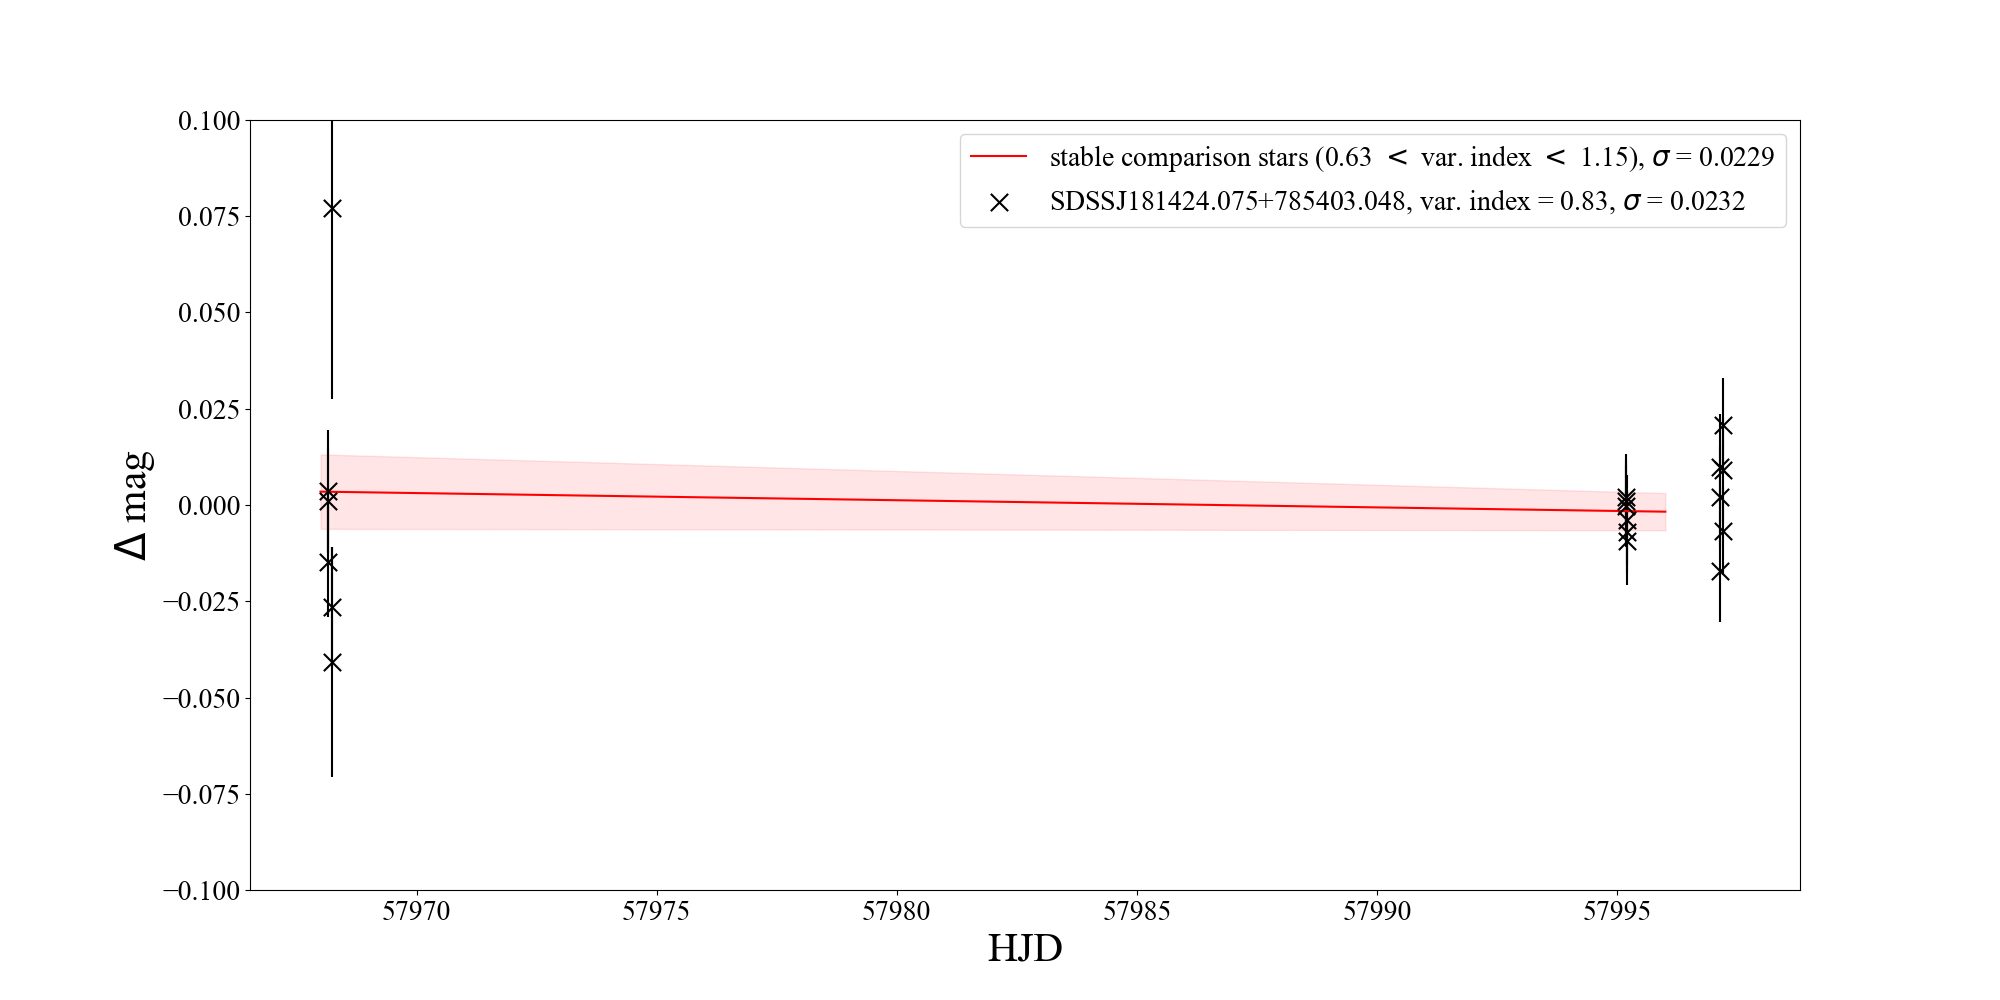 0.100
0.075
0.050
0.025
0.000
−0.025
−0.050
−0.075
−0.100
Δ mag
stable comparison stars (0.63 < var. index < 1.15), σ = 0.0229
SDSSJ181424.075+785403.048, var. index = 0.83, σ = 0.0232
57970 57975 57980 57985 57990 57995
HJD